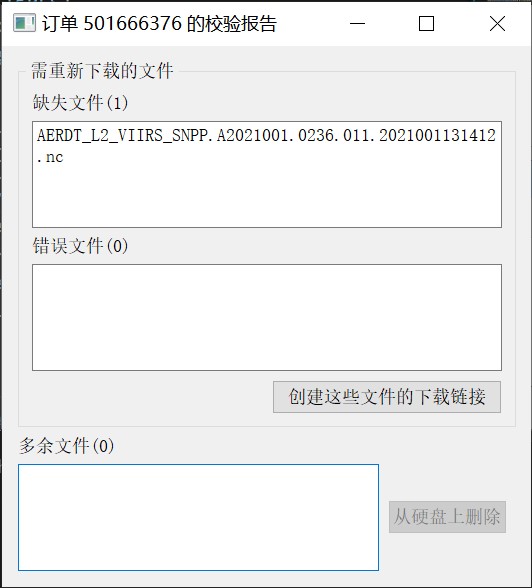 订单 501666376 的校验报告
需重新下载的文件
缺失文件(1)
AERDT_L2_VIIRS_SNPP.A2021001.0236.011.2021001131412
.nc
错误文件(0)
创建这些文件的下载链接
多余文件(0)
从硬盘上删除